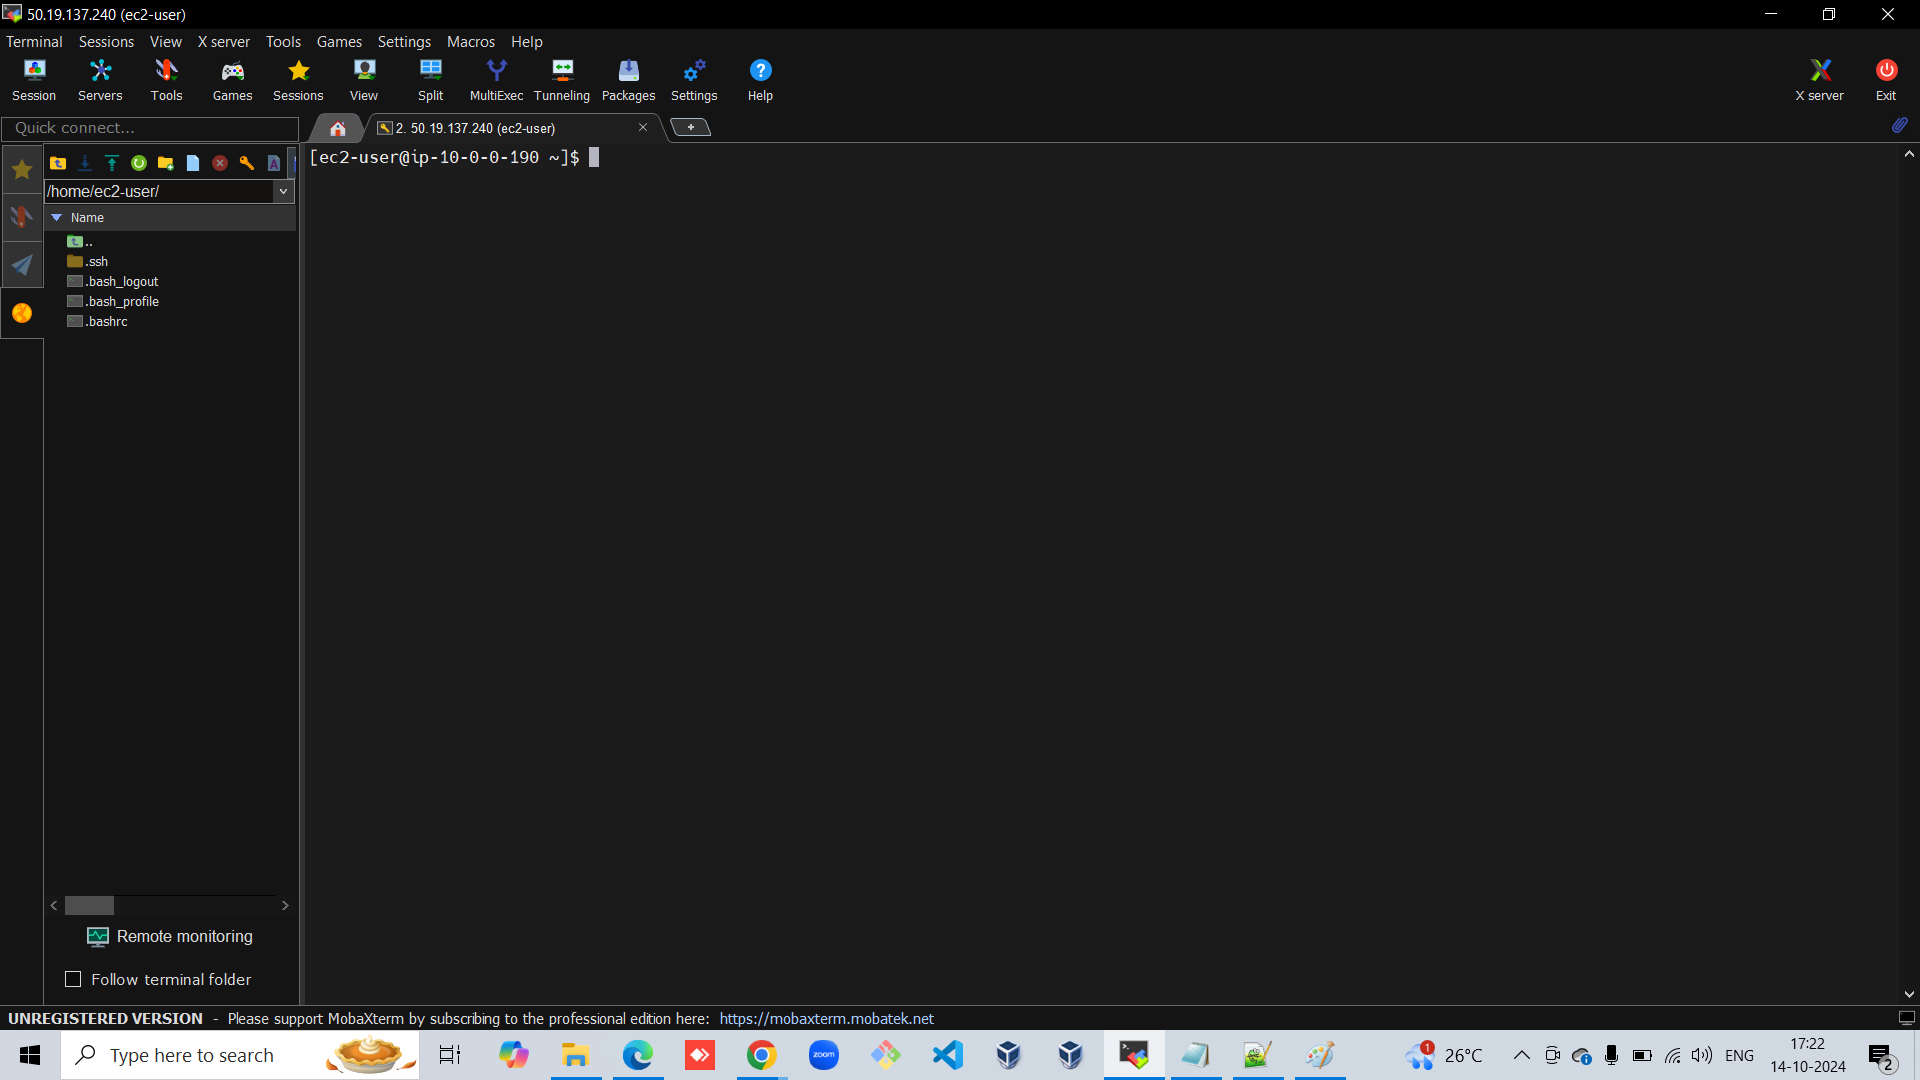 50.19.137.240 (ec2-user)
Terminal Sessions View X server Tools Games Settings Macros Help
Session Servers Tools Games Sessions View Split MultiExec Tunneling Packages Settings Help X server Exit
Quick connect...
2. 50.19.137.240 (ec2-user)
[ec2-user@ip-10-0-0-190 ~]$
/home/ec2-user/
Name
..
.ssh
.bash_logout
.bash_profile
.bashrc
Remote monitoring
Follow terminal folder
UNREGISTERED VERSION - Please support MobaXterm by subscribing to the professional edition here: https://mobaxterm.mobatek.net
Type here to search
zoom
1
26°C
ENG
17:22
14-10-2024
2